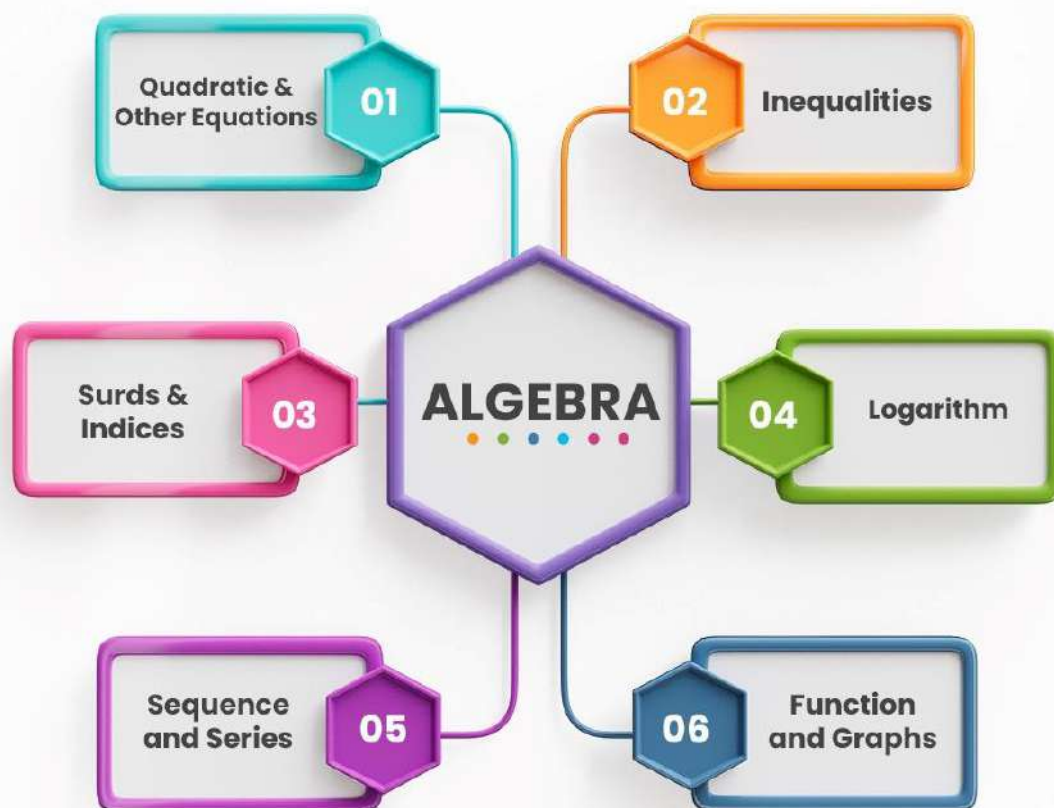 Quadratic &
Other Equations
01
02
Inequalities
Surds &
Indices
03
ALGEBRA
04
Logarithm
Sequence
and Series
05
06
Function
and Graphs